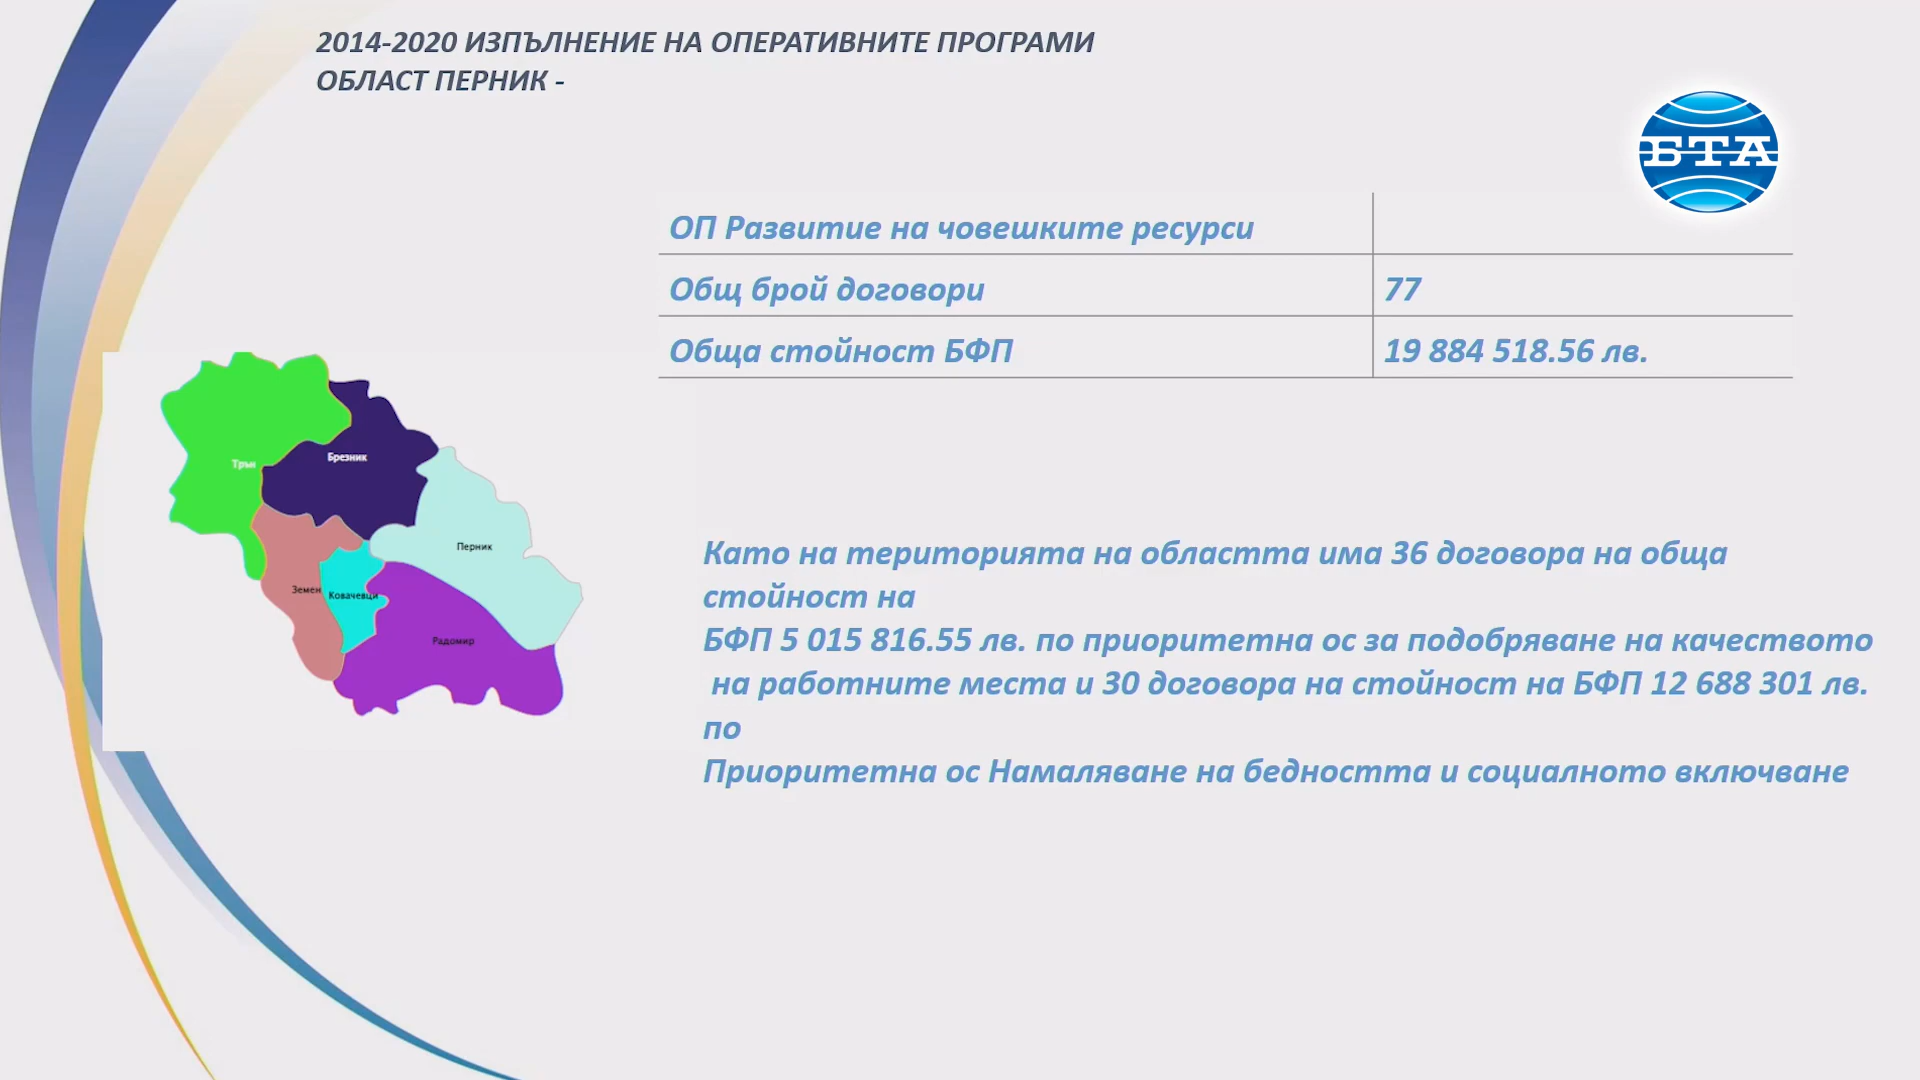 2014-2020 ИЗПЪЛНЕНИЕ НА ОПЕРАТИВНИТЕ ПРОГРАМИ
ОБЛАСТ ПЕРНИК -
БТА
ОП Развитие на човешките ресурси
Общ брой договори 77
Обща стойност БФП 19 884 518.56 лв.
Трън
Брезник
Перник
Земен
Ковачевци
Радомир
Като на територията на областта има 36 договора на обща
стойност на
БФП 5 015 816.55 лв. по приоритетна ос за подобряване на качеството
на работните места и 30 договора на стойност на БФП 12 688 301 лв.
по
Приоритетна ос Намаляване на бедността и социалното включване